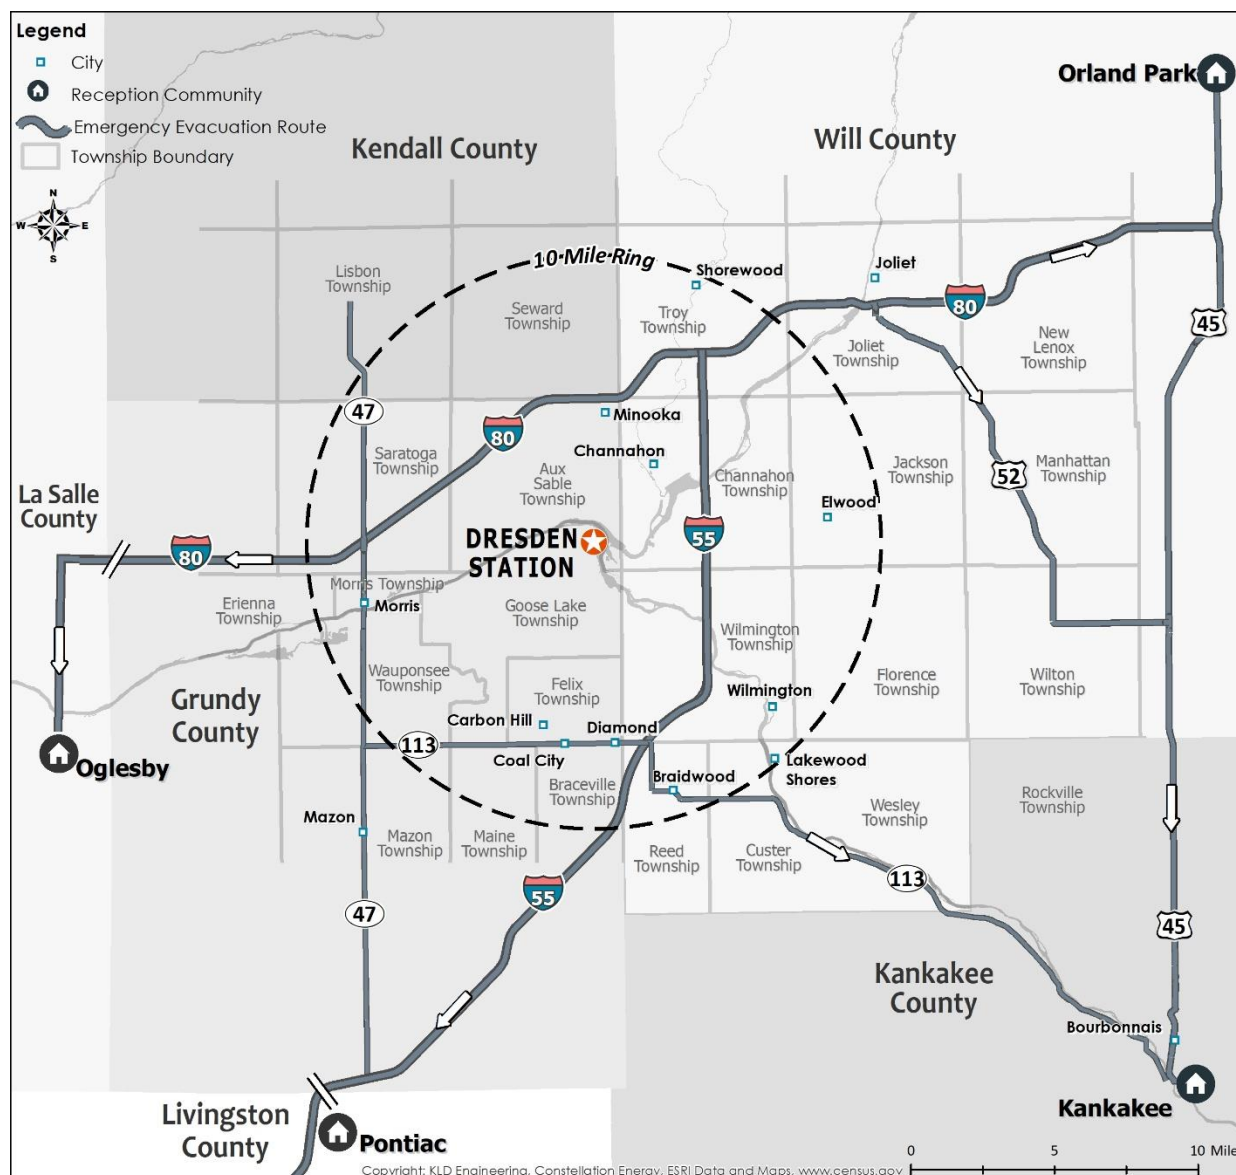 Legend
City
Reception Community
Emergency Evacuation Route
Township Boundary
N
W
E
S
Orland Park
Kendall County
Will County
10 Mile Ring
Lisbon
Township
Shorewood
Joliet
Seward
Township
Troy
Township
80
45
New
Lenox
Township
Joliet
Township
47
Minooka
80
Saratoga
Township
Channahon
Aux
Sable
Township
Channahon
Township
Jackson
Township
Manhattan
Township
52
La Salle
County
Elwood
80
DRESDEN
STATION
55
Morris Township
Erienna
Township
Morris
Goose Lake
Township
Wilmington
Township
Wauponsee
Township
Felix
Township
Florence
Township
Wilton
Township
Grundy
County
Wilmington
Carbon Hill
Diamond
113
Oglesby
Coal City
Lakewood
Shores
Braceville
Township
Braidwood
Wesley
Township
Rockville
Township
Mazon
Mazon
Township
Maine
Township
Reed
Township
Custer
Township
55
113
47
45
Kankakee
County
Bourbonnais
Livingston
County
Pontiac
Kankakee
0
5
10 Mile
Copyright: KLD Engineering, Constellation Energy, ESRI Data and Maps, www.census.gov